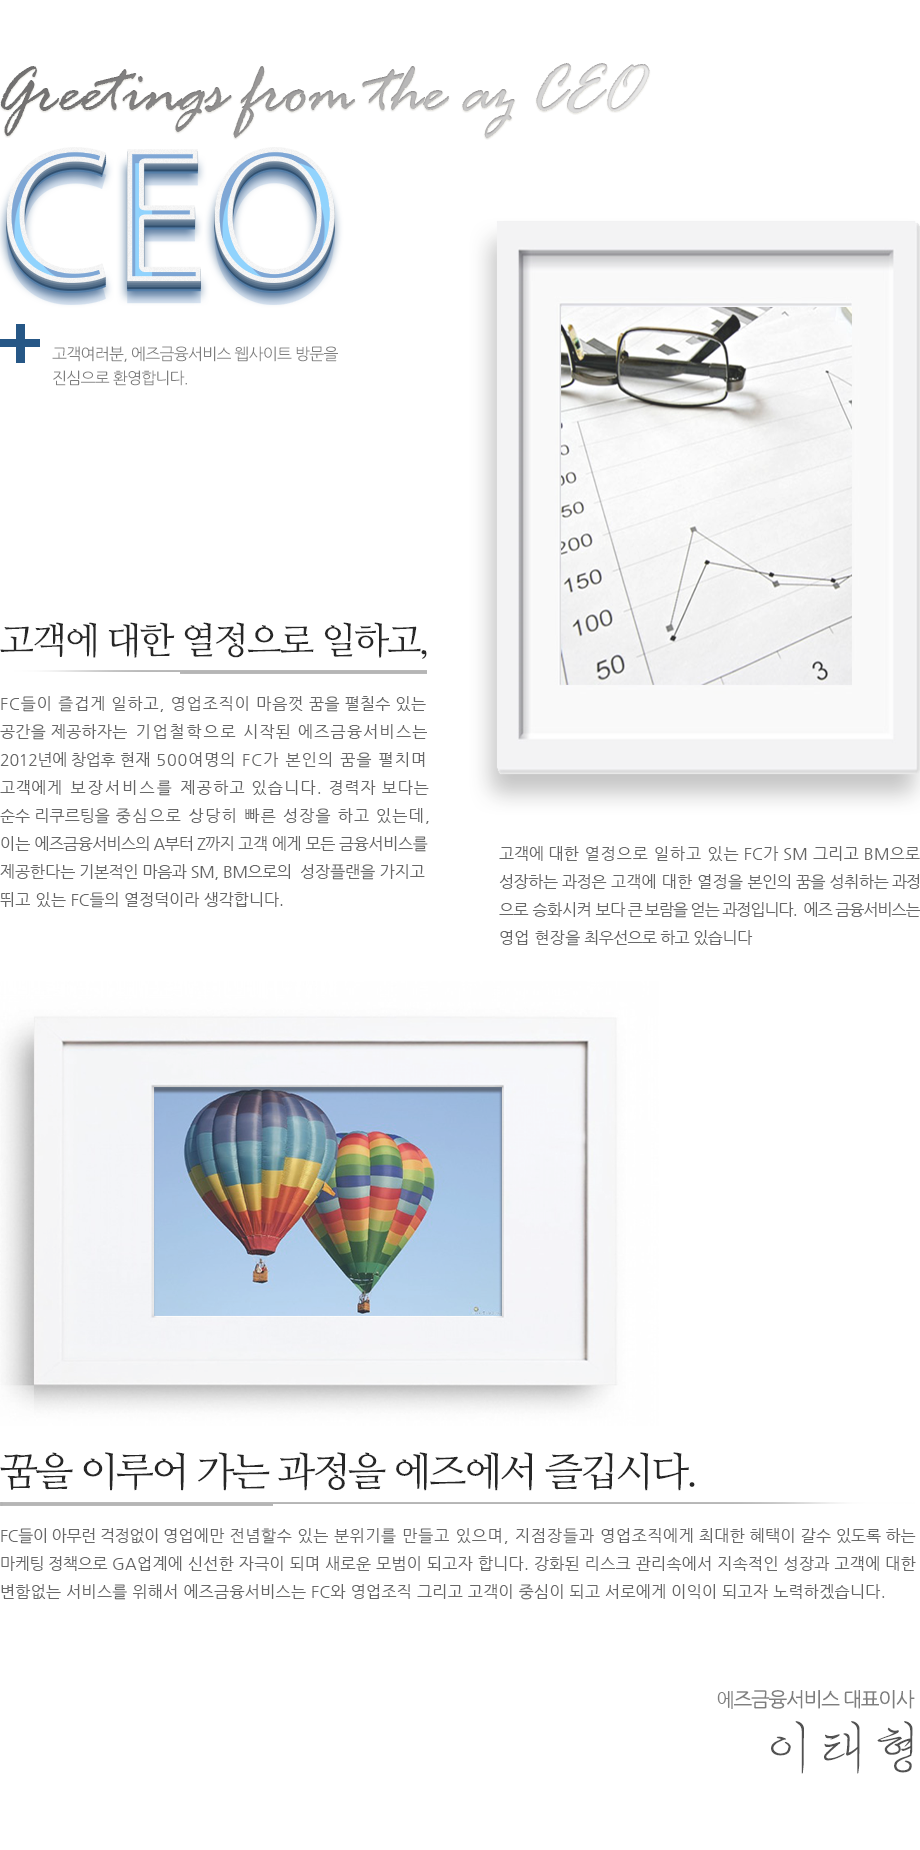 Greetings from the az CEO
CEO
고객여러분, 에즈금융서비스 웹사이트 방문을
진심으로 환영합니다.
50
200
150
100
50
3
고객에 대한 열정으로 일하고,
FC들이 즐겁게 일하고, 영업조직이 마음껏 꿈을 펼칠수 있는
공간을 제공하자는 기업철학으로 시작된 에즈금융서비스는
2012년에 창업후 현재 500여명의 FC가 본인의 꿈을 펼치며
고객에게 보장서비스를 제공하고 있습니다. 경력자 보다는
순수 리쿠르팅을 중심으로 상당히 빠른 성장을 하고 있는데,
이는 에즈금융서비스의 A부터 Z까지 고객 에게 모든 금융서비스를
제공한다는 기본적인 마음과 SM, BM으로의 성장플랜을 가지고
뛰고 있는 FC들의 열정덕이라 생각합니다.
고객에 대한 열정으로 일하고 있는 FC가 SM 그리고 BM으로
성장하는 과정은 고객에 대한 열정을 본인의 꿈을 성취하는 과정
으로 승화시켜 보다 큰 보람을 얻는 과정입니다. 에즈 금융서비스는
영업 현장을 최우선으로 하고 있습니다
꿈을 이루어 가는 과정을 에즈에서 즐깁시다.
FC들이 아무런 걱정없이 영업에만 전념할수 있는 분위기를 만들고 있으며, 지점장들과 영업조직에게 최대한 혜택이 갈수 있도록 하는
마케팅 정책으로 GA업계에 신선한 자극이 되며 새로운 모범이 되고자 합니다. 강화된 리스크 관리속에서 지속적인 성장과 고객에 대한
변함없는 서비스를 위해서 에즈금융서비스는 FC와 영업조직 그리고 고객이 중심이 되고 서로에게 이익이 되고자 노력하겠습니다.
에즈금융서비스 대표이사
이태형